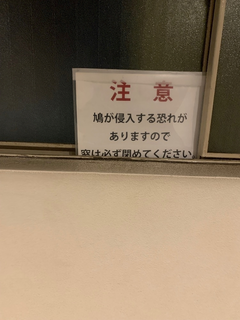 注意
鳩が侵入する恐れが
ありますので
窓は必ず閉めてください